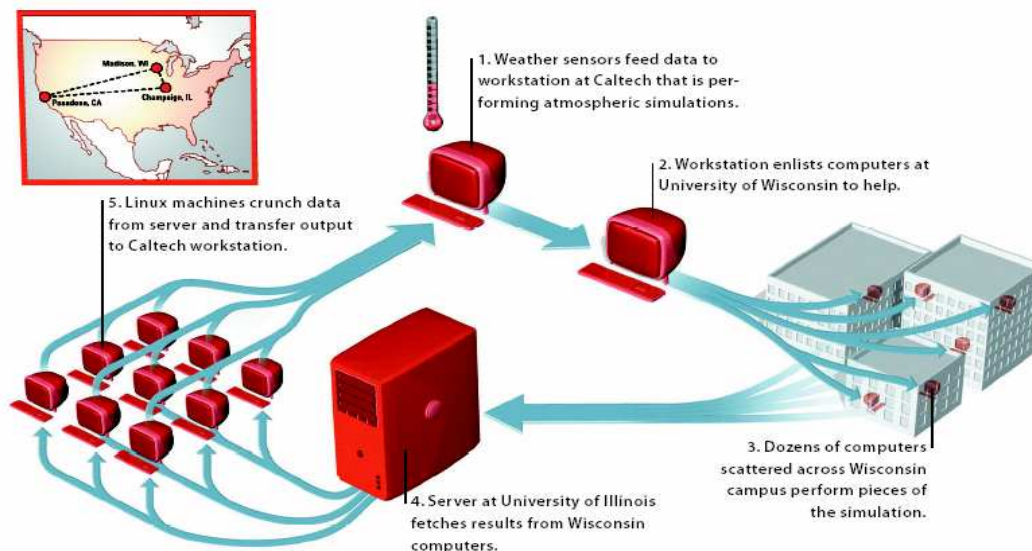 Madison, WI
Pasadena, CA
Champaign, IL
1. Weather sensors feed data to
workstation at Caltech that is per-
forming atmospheric simulations.
2. Workstation enlists computers at
University of Wisconsin to help.
3. Dozens of computers
scattered across Wisconsin
campus perform pieces of
the simulation.
4. Server at University of Illinois
fetches results from Wisconsin
computers.
5. Linux machines crunch data
from server and transfer output
to Caltech workstation.